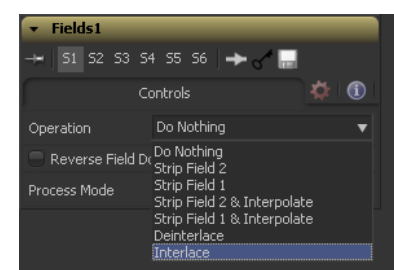 Fields1
S1 S2 S3 S4 S5 S6
Controls
Operation Do Nothing
Reverse Field
Do Nothing
Strip Field 2
Strip Field 1
Strip Field 2 & Interpolate
Strip Field 1 & Interpolate
Deinterlace
Interlace
Process Mode